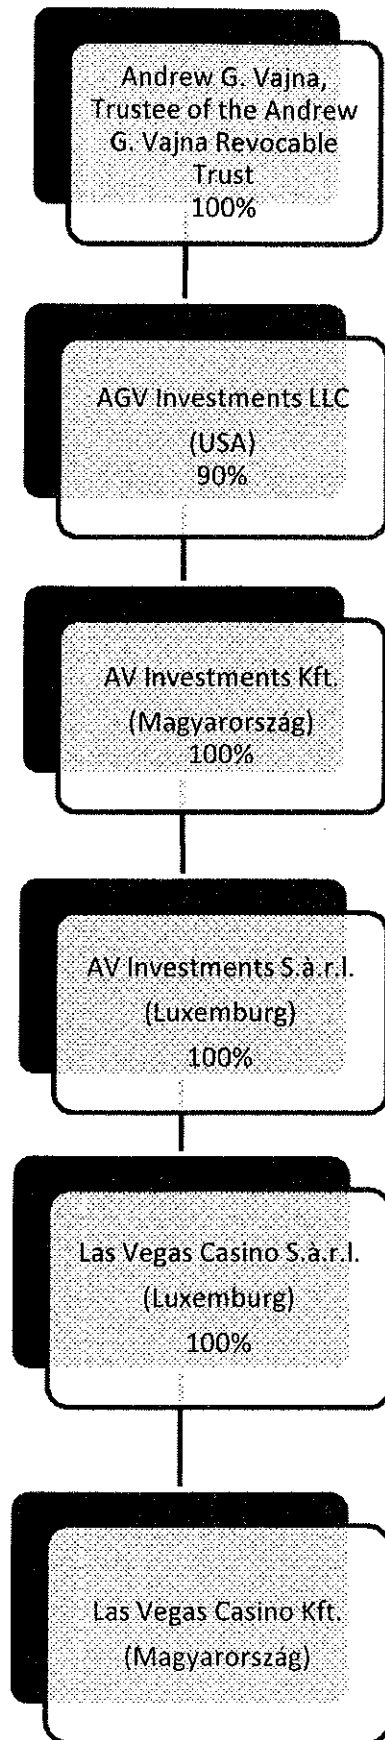 Andrew G. Vajna,
Trustee of the Andrew
G. Vajna Revocable
Trust
100%
AGV Investments LLC
(USA)
90%
AV Investments Kft.
(Magyarország)
100%
AV Investments S.à.r.l.
(Luxemburg)
100%
Las Vegas Casino S.à.r.l.
(Luxemburg)
100%
Las Vegas Casino Kft.
(Magyarország)